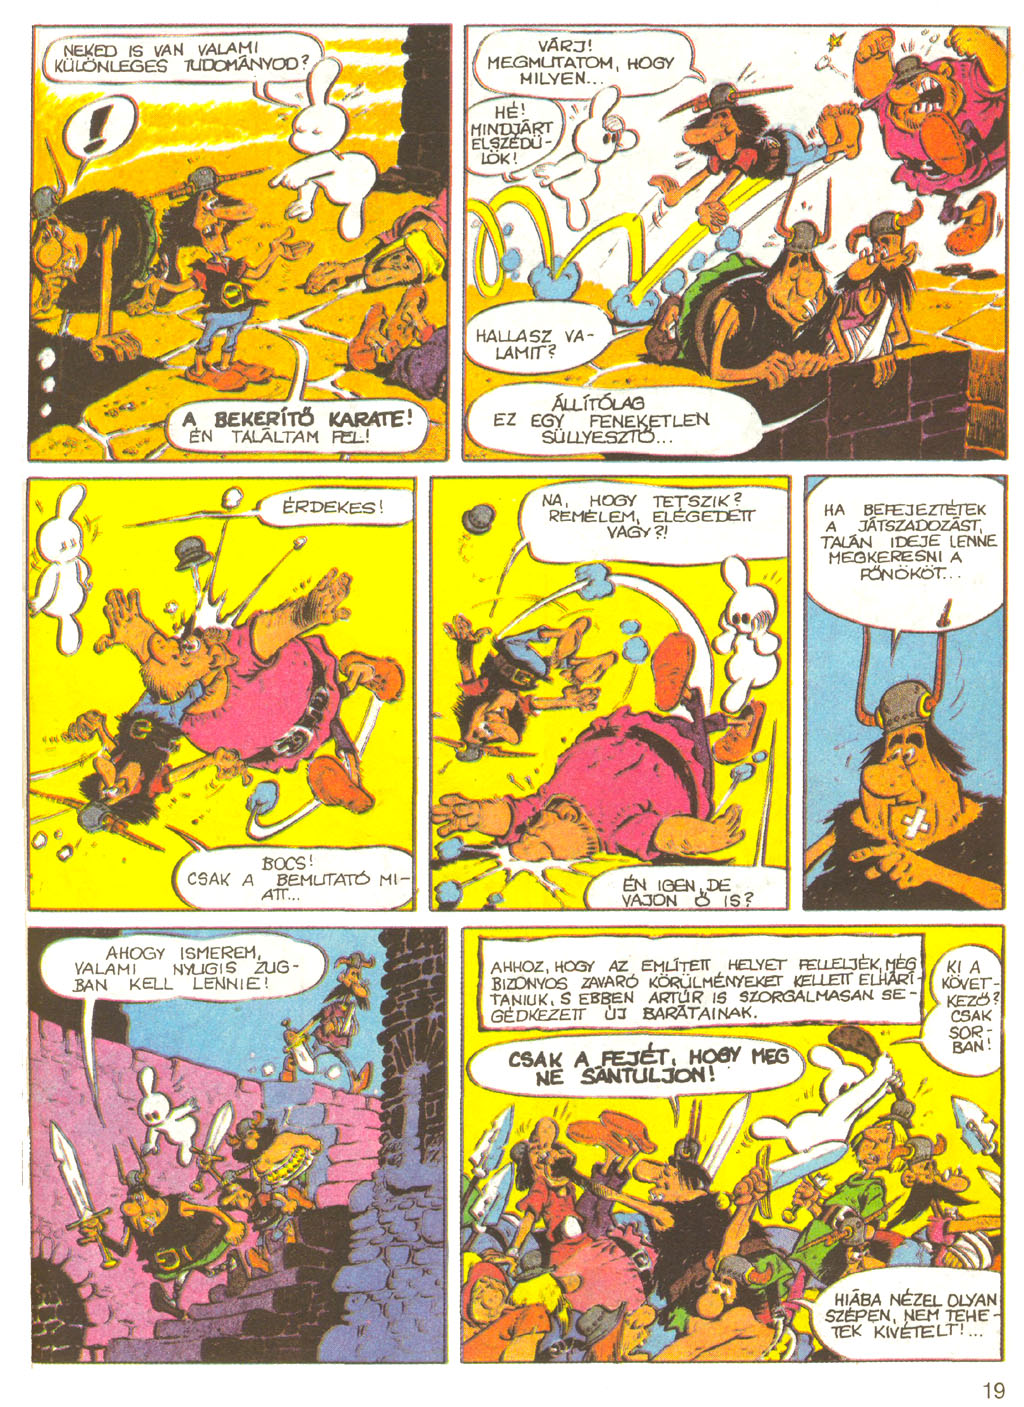 NEKED IS VAN VALAMI
KÜLÖNLEGES TUDOMÁNYOD?
!
A BEKERÍTŐ KARATE!
ÉN TALÁLTAM FEL!
VÁRJ!
MEGMUTATOM, HOGY
MILYEN...
HÉ!
MINDJÁRT
ELSZÉDÜ-
LÖK!
HALLASZ VA-
LAMIT?
ÁLLÍTÓLAG
EZ EGY FENEKETLEN
SÜLLYESZTŐ...
ÉRDEKES!
BOCS!
CSAK A BEMUTATÓ MI-
ATT...
NA, HOGY TETSZIK?
REMÉLEM, ELÉGEDETT
VAGY?!
ÉN IGEN, DE
VAJON Ő IS?
HA BEFEJEZTÉTEK
A JÁTSZADOZÁST,
TALÁN IDEJE LENNE
MEGKERESNI A
FŐNÖKÖT...
AHOGY ISMEREM,
VALAMI NYUGIS ZUG-
BAN KELL LENNIE!
AHHOZ, HOGY AZ EMLÍTETT HELYET FELLELJÉK, MÉG
BIZONYOS ZAVARÓ KÖRÜLMÉNYEKET KELLETT ELHÁRÍ-
TANIUK, S EBBEN ARTÚR IS SZORGALMASAN SE-
GÉDKEZETT ÚJ BARÁTAINAK.
CSAK A FEJÉT, HOGY MEG
NE SÁNTULJON!
KI A
KÖVET-
KEZŐ?
CSAK
SOR-
BAN!
HIÁBA NÉZEL OLYAN
SZÉPEN, NEM TEHE-
TEK KIVÉTELT!...
19